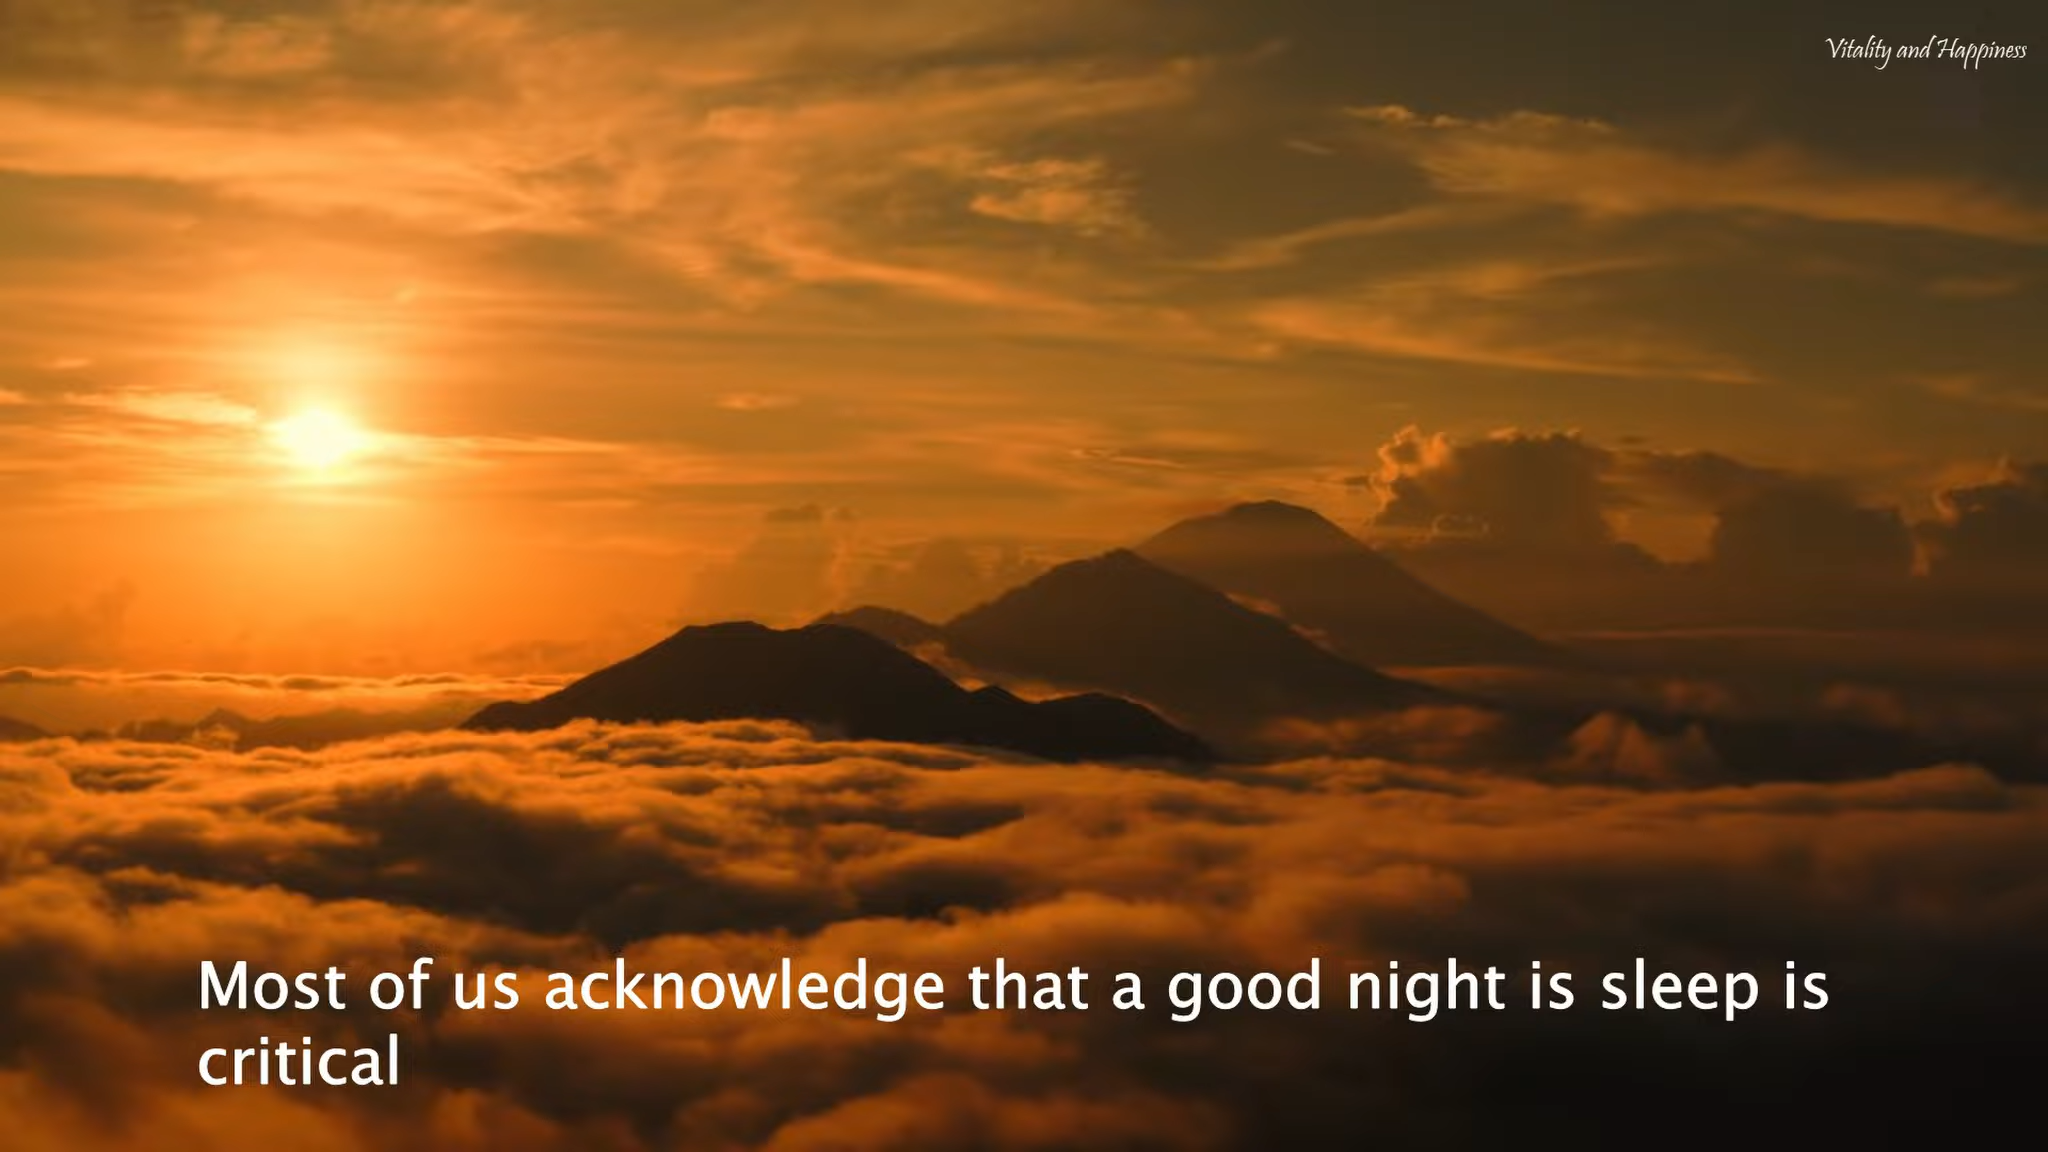 Vitality and Happiness
Most of us acknowledge that a good night is sleep is
critical